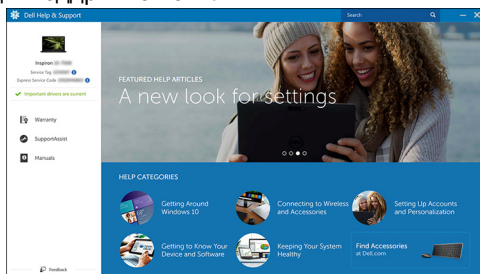 Dell Help & Support
Search
Inspiron
Service Tag
Express Service Code
Important drivers are current
Warranty
SupportAssist
Manuals
Feedback
FEATURED HELP ARTICLES
A new look for settings
HELP CATEGORIES
Getting Around
Windows 10
Connecting to Wireless
and Accessories
Setting Up Accounts
and Personalization
Getting to Know Your
Device and Software
Keeping Your System
Healthy
Find Accessories
at Dell.com